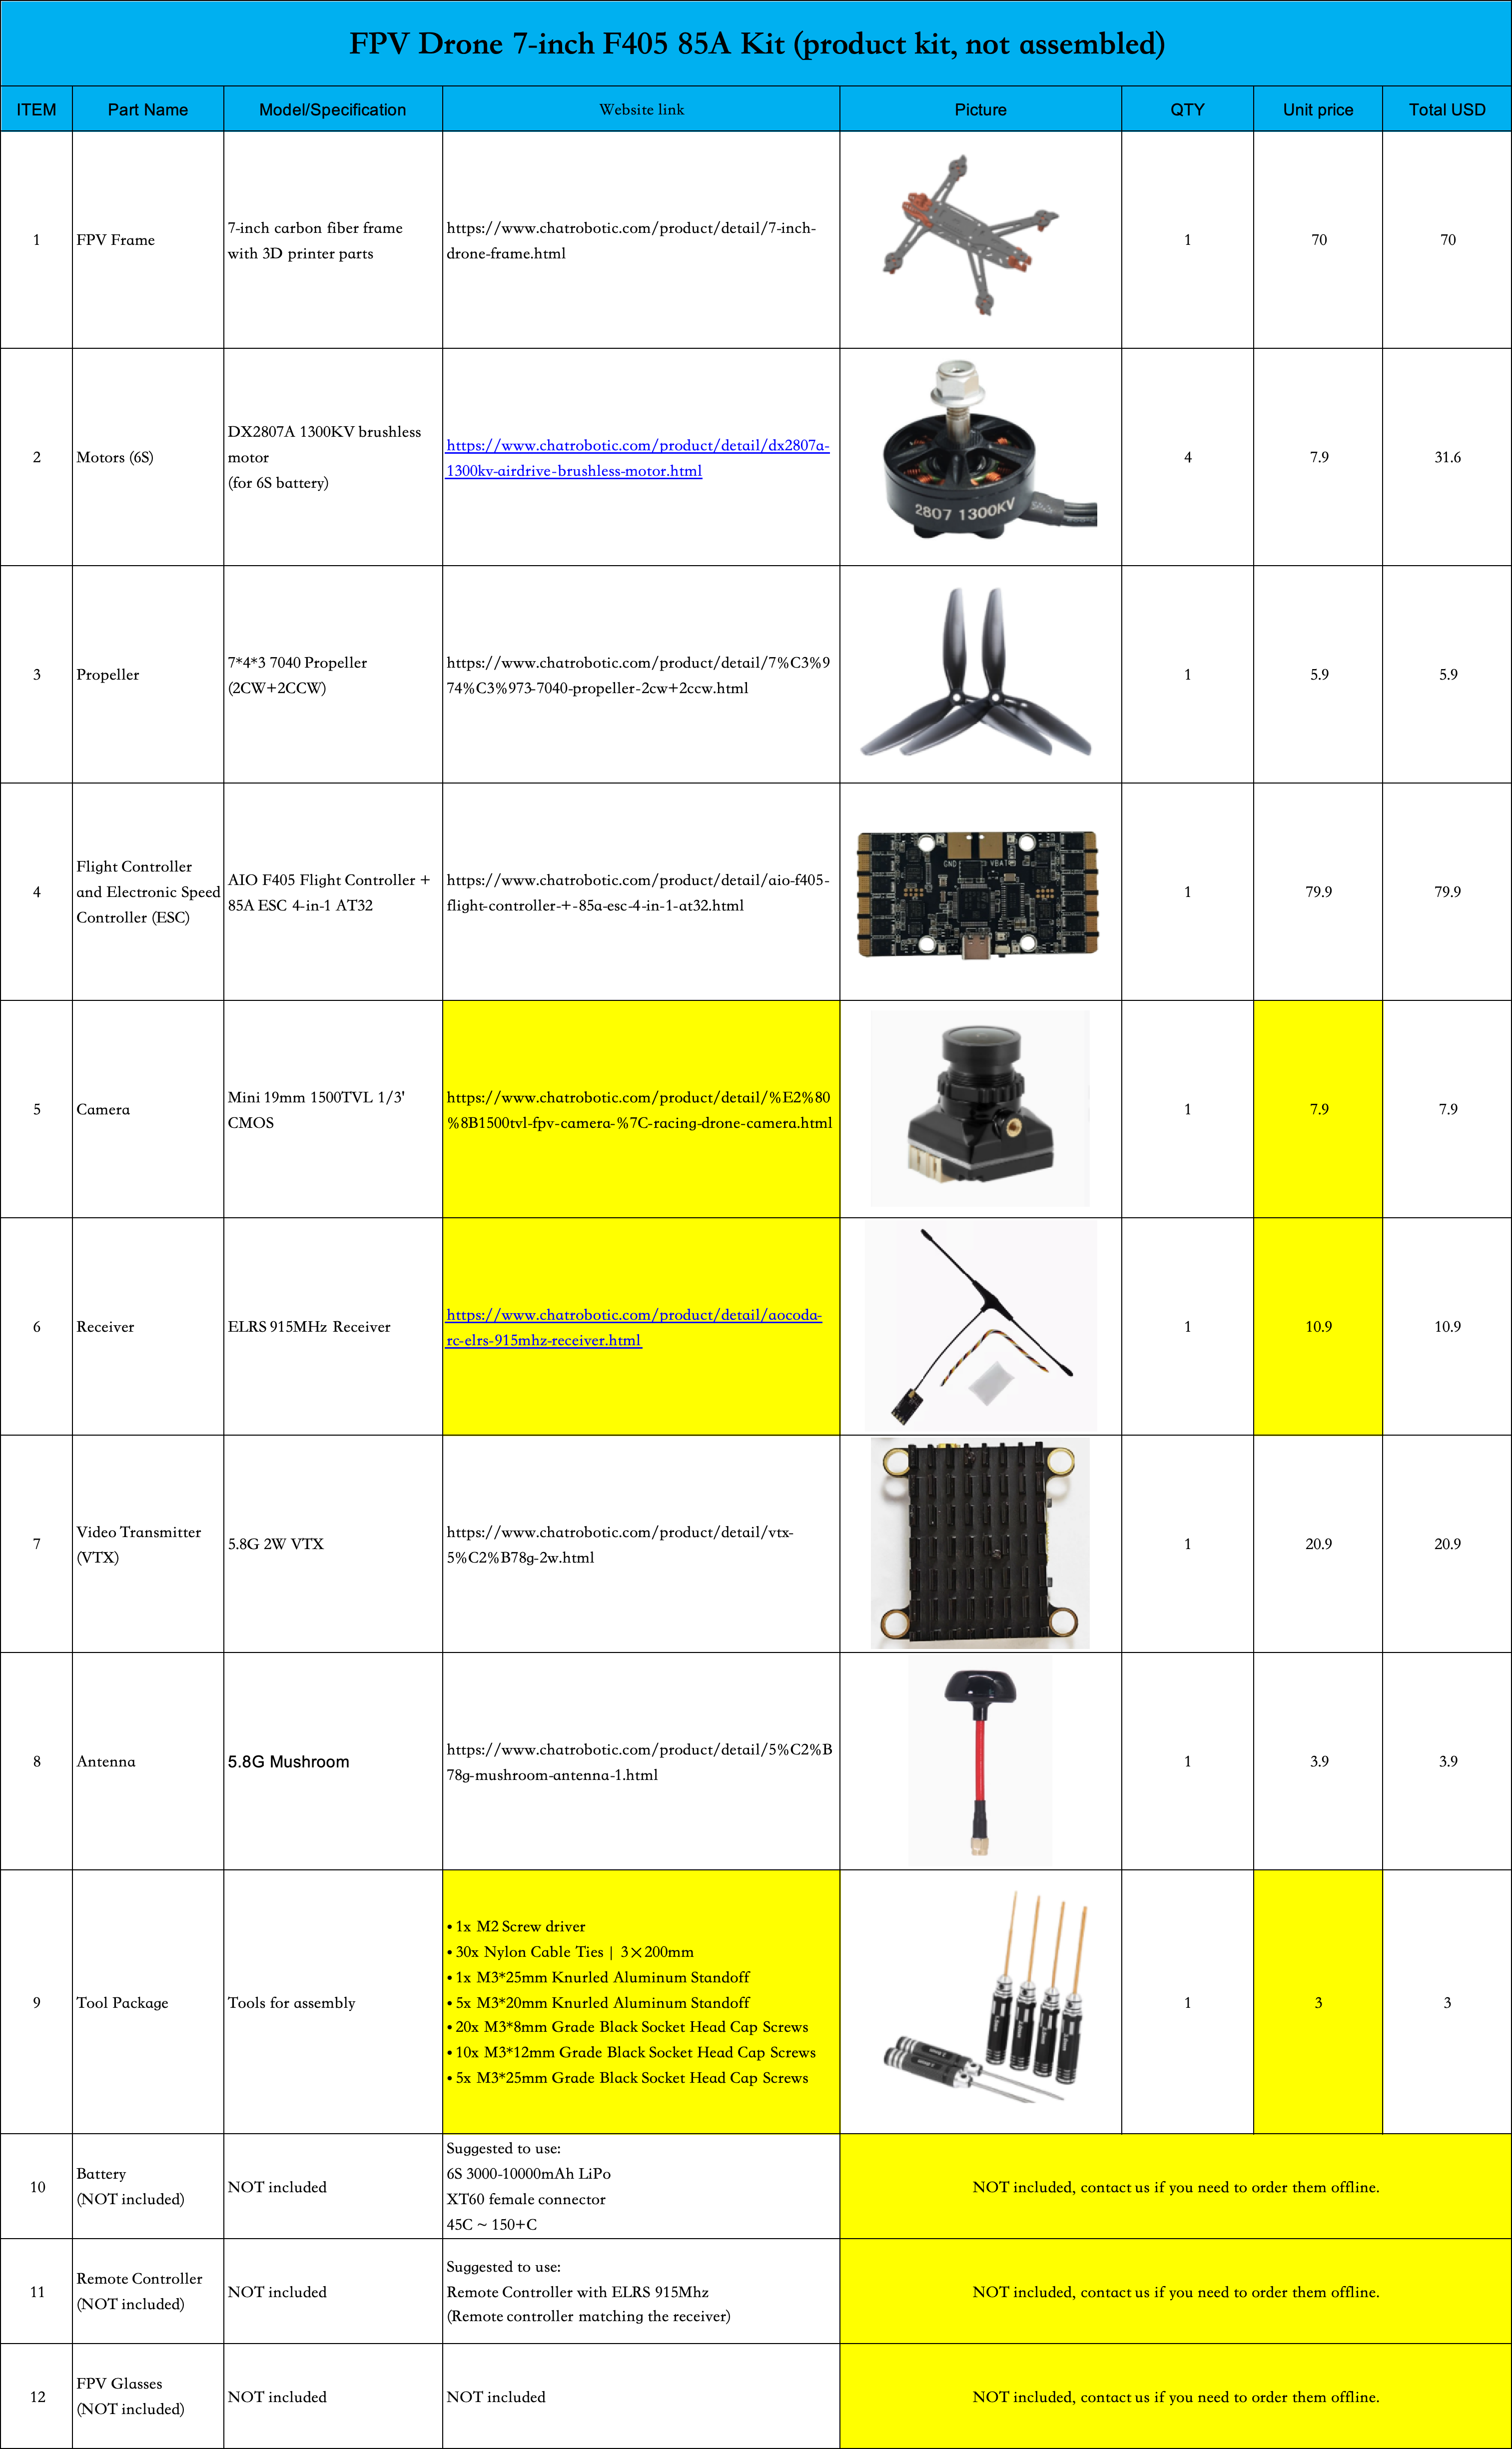 FPV Drone 7-inch F405 85A Kit (product kit, not assembled)
ITEM Part Name Model/Specification Website link Picture QTY Unit price Total USD
1 FPV Frame 7-inch carbon fiber frame
with 3D printer parts
https://www.chatrobotic.com/product/detail/7-inch-
drone-frame.html
1 70 70
2 Motors (6S) DX2807A 1300KV brushless
motor
(for 6S battery)
https://www.chatrobotic.com/product/detail/dx2807a-
1300kv-airdrive-brushless-motor.html
2807 1300KV
4 7.9 31.6
3 Propeller 7*4*3 7040 Propeller
(2CW+2CCW)
https://www.chatrobotic.com/product/detail/7%C3%9
74%C3%973-7040-propeller-2cw+2ccw.html
1 5.9 5.9
4 Flight Controller
and Electronic Speed
Controller (ESC)
AIO F405 Flight Controller +
85A ESC 4-in-1 AT32
https://www.chatrobotic.com/product/detail/aio-f405-
flight-controller-+-85a-esc-4-in-1-at32.html
GND VBAT
1 79.9 79.9
5 Camera Mini 19mm 1500TVL 1/3'
CMOS
https://www.chatrobotic.com/product/detail/%E2%80
%8B1500tvl-fpv-camera-%7C-racing-drone-camera.html
1 7.9 7.9
6 Receiver ELRS 915MHz Receiver
https://www.chatrobotic.com/product/detail/aocoda-
rc-elrs-915mhz-receiver.html
1 10.9 10.9
7 Video Transmitter
(VTX)
5.8G 2W VTX
https://www.chatrobotic.com/product/detail/vtx-
5%C2%B78g-2w.html
1 20.9 20.9
8 Antenna 5.8G Mushroom
https://www.chatrobotic.com/product/detail/5%C2%B
78g-mushroom-antenna-1.html
1 3.9 3.9
9 Tool Package Tools for assembly
• 1x M2 Screw driver
• 30x Nylon Cable Ties | 3×200mm
• 1x M3*25mm Knurled Aluminum Standoff
• 5x M3*20mm Knurled Aluminum Standoff
• 20x M3*8mm Grade Black Socket Head Cap Screws
• 10x M3*12mm Grade Black Socket Head Cap Screws
• 5x M3*25mm Grade Black Socket Head Cap Screws
1 3 3
10 Battery
(NOT included)
NOT included
Suggested to use:
6S 3000-10000mAh LiPo
XT60 female connector
45C ~ 150+C
NOT included, contact us if you need to order them offline.
11 Remote Controller
(NOT included)
NOT included
Suggested to use:
Remote Controller with ELRS 915Mhz
(Remote controller matching the receiver)
NOT included, contact us if you need to order them offline.
12 FPV Glasses
(NOT included)
NOT included
NOT included
NOT included, contact us if you need to order them offline.